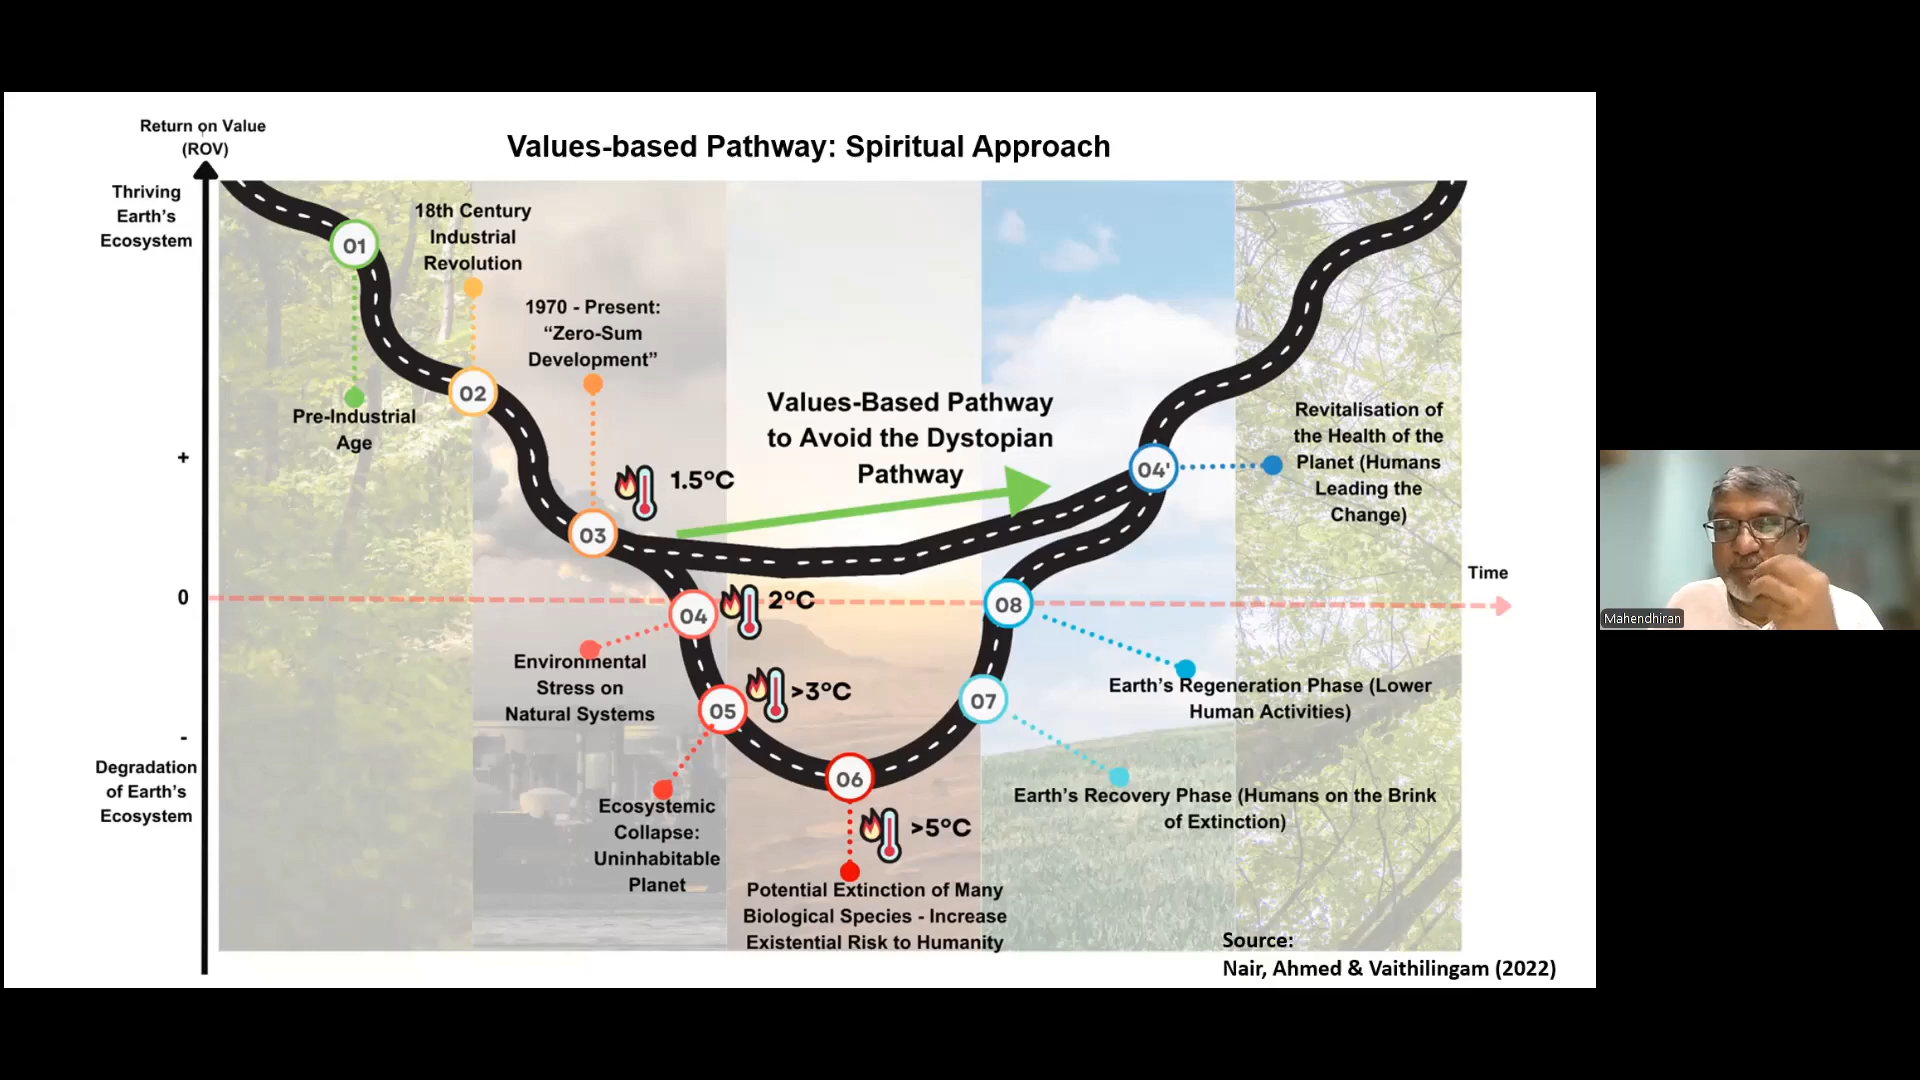 Return on Value
(ROV)
Values-based Pathway: Spiritual Approach
Thriving
Earth's
Ecosystem
01
18th Century
Industrial
Revolution
1970 - Present:
“Zero-Sum
Development”
02
Pre-Industrial
Age
+
1.5°C
03
Values-Based Pathway
to Avoid the Dystopian
Pathway
04'
Revitalisation of
the Health of the
Planet (Humans
Leading the
Change)
Time
0
04
2°C
08
Environmental
Stress on
Natural Systems
05
>3°C
07
Earth's Regeneration Phase (Lower
Human Activities)
-
Degradation
of Earth's
Ecosystem
06
>5°C
Ecosystemic
Collapse:
Uninhabitable
Planet
Earth's Recovery Phase (Humans on the Brink
of Extinction)
Potential Extinction of Many
Biological Species - Increase
Existential Risk to Humanity
Source:
Nair, Ahmed & Vaithilingam (2022)
Mahendhiran